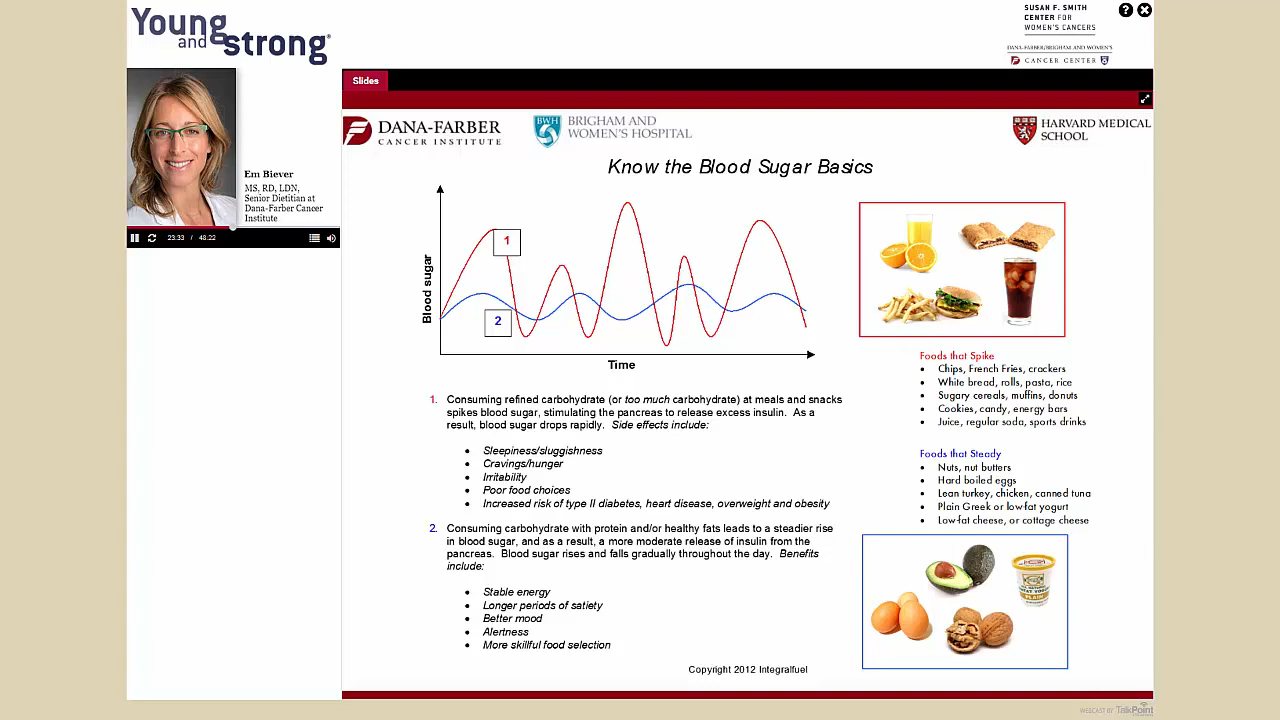 Young
and
strong®
SUSAN F. SMITH
CENTER FOR
WOMEN'S CANCERS
DANA-FARBER/BRIGHAM AND WOMEN'S
CANCER CENTER
Em Biever
MS, RD, LDN,
Senior Dietitian at
Dana-Farber Cancer
Institute
23:33 / 48:22
Slides
DANA-FARBER
CANCER INSTITUTE
BWH
BRIGHAM AND
WOMEN'S HOSPITAL
HARVARD MEDICAL
SCHOOL
Know the Blood Sugar Basics
Blood sugar
1
2
Time
1. Consuming refined carbohydrate (or too much carbohydrate) at meals and snacks
spikes blood sugar, stimulating the pancreas to release excess insulin. As a
result, blood sugar drops rapidly. Side effects include:
• Sleepiness/sluggishness
• Cravings/hunger
• Irritability
• Poor food choices
• Increased risk of type II diabetes, heart disease, overweight and obesity
2. Consuming carbohydrate with protein and/or healthy fats leads to a steadier rise
in blood sugar, and as a result, a more moderate release of insulin from the
pancreas. Blood sugar rises and falls gradually throughout the day. Benefits
include:
• Stable energy
• Longer periods of satiety
• Better mood
• Alertness
• More skillful food selection
Foods that Spike
• Chips, French Fries, crackers
• White bread, rolls, pasta, rice
• Sugary cereals, muffins, donuts
• Cookies, candy, energy bars
• Juice, regular soda, sports drinks
Foods that Steady
• Nuts, nut butters
• Hard boiled eggs
• Lean turkey, chicken, canned tuna
• Plain Greek or low-fat yogurt
• Low-fat cheese, or cottage cheese
PLAIN
Copyright 2012 Integralfuel
WEBCAST BY TalkPoint